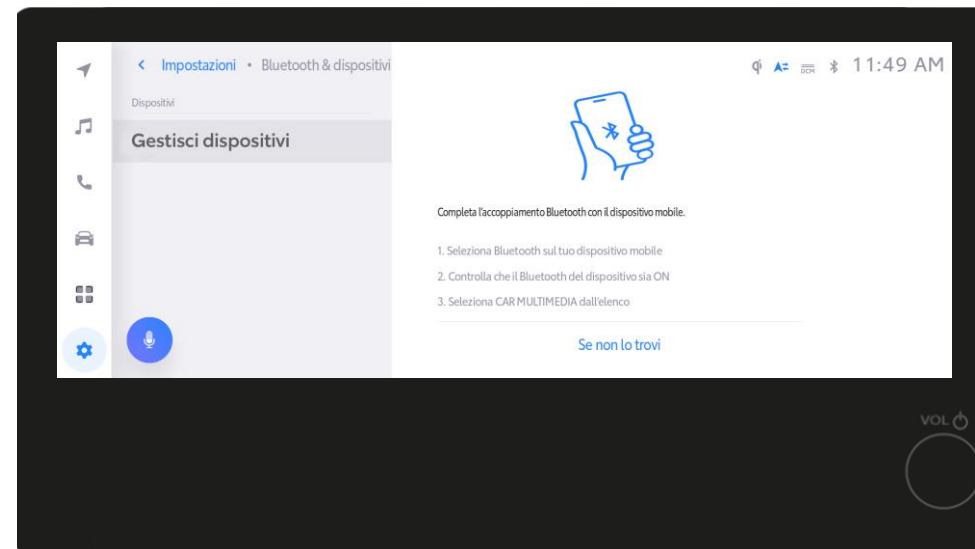 Impostazioni • Bluetooth & dispositivi
11:49 AM
Dispositivi
Gestisci dispositivi
Completa l'accoppiamento Bluetooth con il dispositivo mobile.
1. Seleziona Bluetooth sul tuo dispositivo mobile
2. Controlla che il Bluetooth del dispositivo sia ON
3. Seleziona CAR MULTIMEDIA dall'elenco
Se non lo trovi
VOL